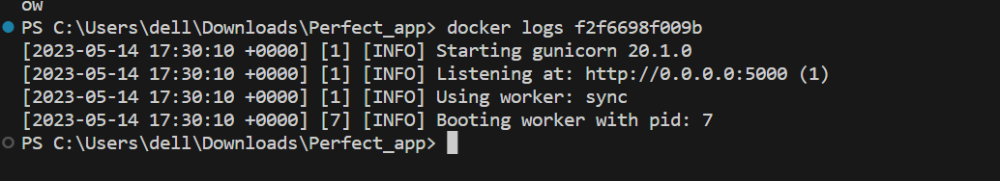 ow
PS C:\Users\dell\Downloads\Perfect_app> docker logs f2f6698f009b
[2023-05-14 17:30:10 +0000] [1] [INFO] Starting gunicorn 20.1.0
[2023-05-14 17:30:10 +0000] [1] [INFO] Listening at: http://0.0.0.0:5000 (1)
[2023-05-14 17:30:10 +0000] [1] [INFO] Using worker: sync
[2023-05-14 17:30:10 +0000] [7] [INFO] Booting worker with pid: 7
PS C:\Users\dell\Downloads\Perfect_app>